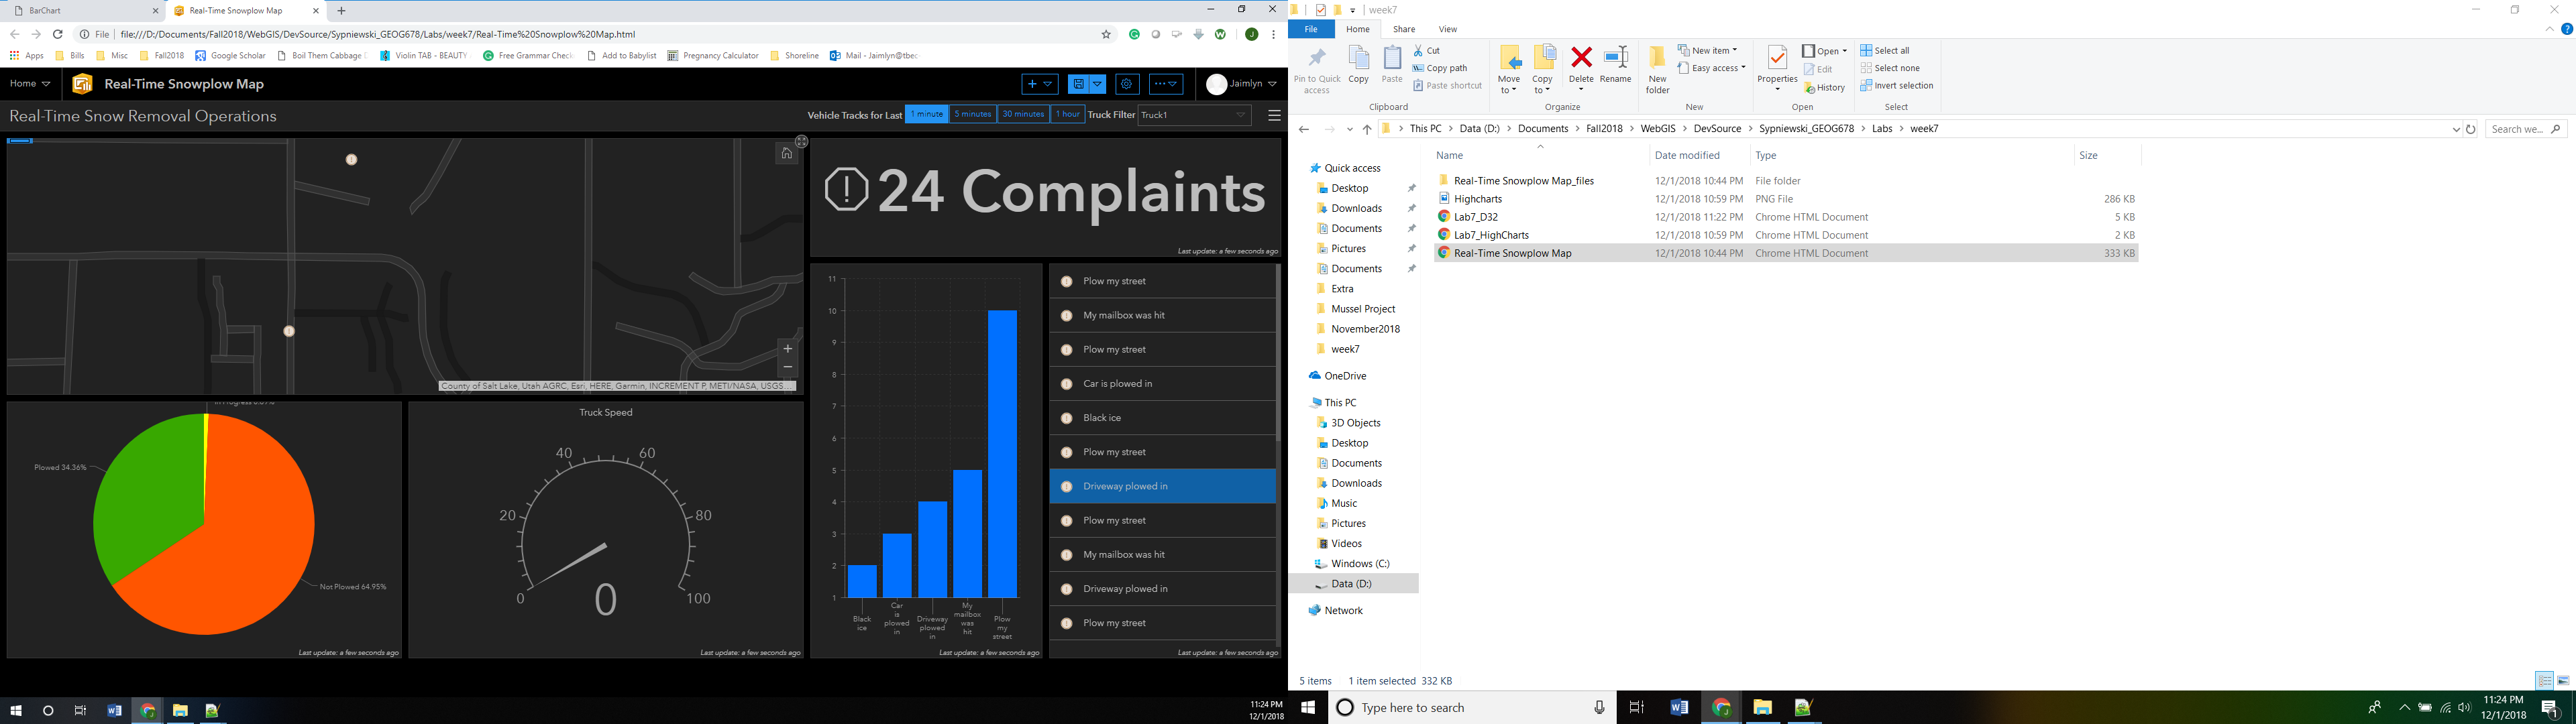 BarChart
Real-Time Snowplow Map
File file:///D:/Documents/Fall2018/WebGIS/DevSource/Sypniewski_GEOG678/Labs/week7/Real-Time%20Snowplow%20Map.html
Apps Bills Misc Fall2018 Google Scholar Boil Them Cabbage D Violin TAB - BEAUTY Free Grammar Check Add to Babylist Pregnancy Calculator Shoreline Mail - Jaimlyn@tbec
Home Real-Time Snowplow Map Jaimlyn
Real-Time Snow Removal Operations Vehicle Tracks for Last 1 minute 5 minutes 30 minutes 1 hour Truck Filter Truck1
County of Salt Lake, Utah AGRC, Esri, HERE, Garmin, INCREMENT P, METI/NASA, USGS...
24 Complaints
Last update: a few seconds ago
Plowed 34.36%
Not Plowed 64.95%
Last update: a few seconds ago
Truck Speed
0
20
40
60
80
100
0
Last update: a few seconds ago
11
10
9
8
7
6
5
4
3
2
1
Black ice
Car is plowed in
Driveway plowed in
My mailbox was hit
Plow my street
Last update: a few seconds ago
Plow my street
My mailbox was hit
Plow my street
Car is plowed in
Black ice
Plow my street
Driveway plowed in
Plow my street
My mailbox was hit
Driveway plowed in
Plow my street
Last update: a few seconds ago
11:24 PM
12/1/2018
week7
File Home Share View
Pin to Quick access
Copy
Paste
Cut
Copy path
Paste shortcut
Clipboard
Move to
Copy to
Delete
Rename
Organize
New folder
New item
Easy access
New
Properties
Open
Edit
History
Open
Select all
Select none
Invert selection
Select
This PC Data (D:) Documents Fall2018 WebGIS DevSource Sypniewski_GEOG678 Labs week7
Search we...
Quick access
Desktop
Downloads
Documents
Pictures
Documents
Extra
Mussel Project
November2018
week7
OneDrive
This PC
3D Objects
Desktop
Documents
Downloads
Music
Pictures
Videos
Windows (C:)
Data (D:)
Network
Name Date modified Type Size
Real-Time Snowplow Map_files 12/1/2018 10:44 PM File folder
Highcharts 12/1/2018 10:59 PM PNG File 286 KB
Lab7_D32 12/1/2018 11:22 PM Chrome HTML Document 5 KB
Lab7_HighCharts 12/1/2018 10:59 PM Chrome HTML Document 2 KB
Real-Time Snowplow Map 12/1/2018 10:44 PM Chrome HTML Document 333 KB
5 items 1 item selected 332 KB
Type here to search
11:24 PM
12/1/2018
1